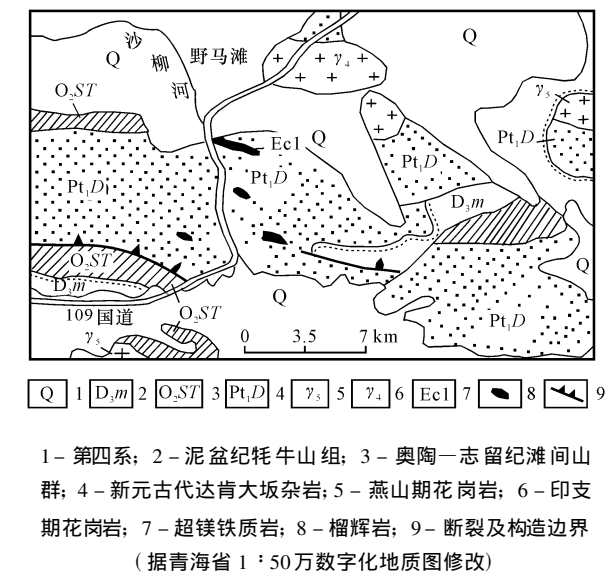 Q
沙柳河
野马滩
γ₄
Q
O₂ST
γ₅
Ec1
Q
Pt₁D
Pt₁D
Pt₁D
Pt₁D
D₃m
O₂ST
D₃m
Q
Q
109国道
O₂ST
Pt₁D
γ₅
0 3.5 7 km
Q 1 D₃m 2 O₂ST 3 Pt₁D 4 γ₅ 5 γ₄ 6 Ec1 7 8 9
1–第四系; 2–泥盆纪牦牛山组; 3–奥陶—志留纪滩间山
群; 4–新元古代达肯大坂杂岩; 5–燕山期花岗岩; 6–印支
期花岗岩; 7–超镁铁质岩; 8–榴辉岩; 9–断裂及构造边界
(据青海省 1∶50万数字化地质图修改)